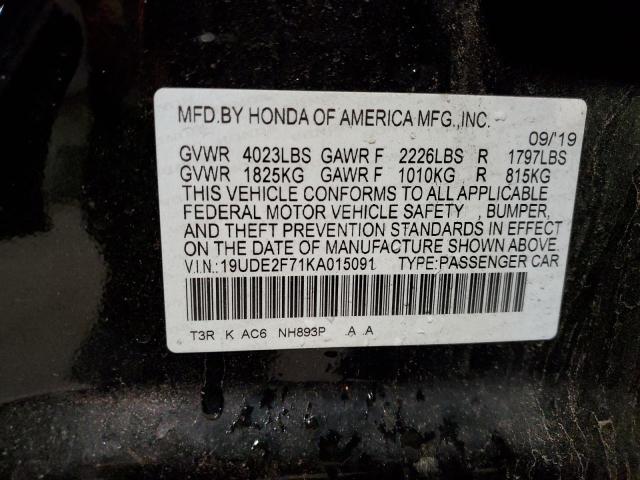 MFD.BY HONDA OF AMERICA MFG.,INC.
09/'19
GVWR 4023LBS GAWR F 2226LBS R 1797LBS
GVWR 1825KG GAWR F 1010KG R 815KG
THIS VEHICLE CONFORMS TO ALL APPLICABLE
FEDERAL MOTOR VEHICLE SAFETY , BUMPER,
AND THEFT PREVENTION STANDARDS IN EFFECT
ON THE DATE OF MANUFACTURE SHOWN ABOVE.
V.I.N.:19UDE2F71KA015091 TYPE:PASSENGER CAR
T3R K AC6 NH893P .A .A